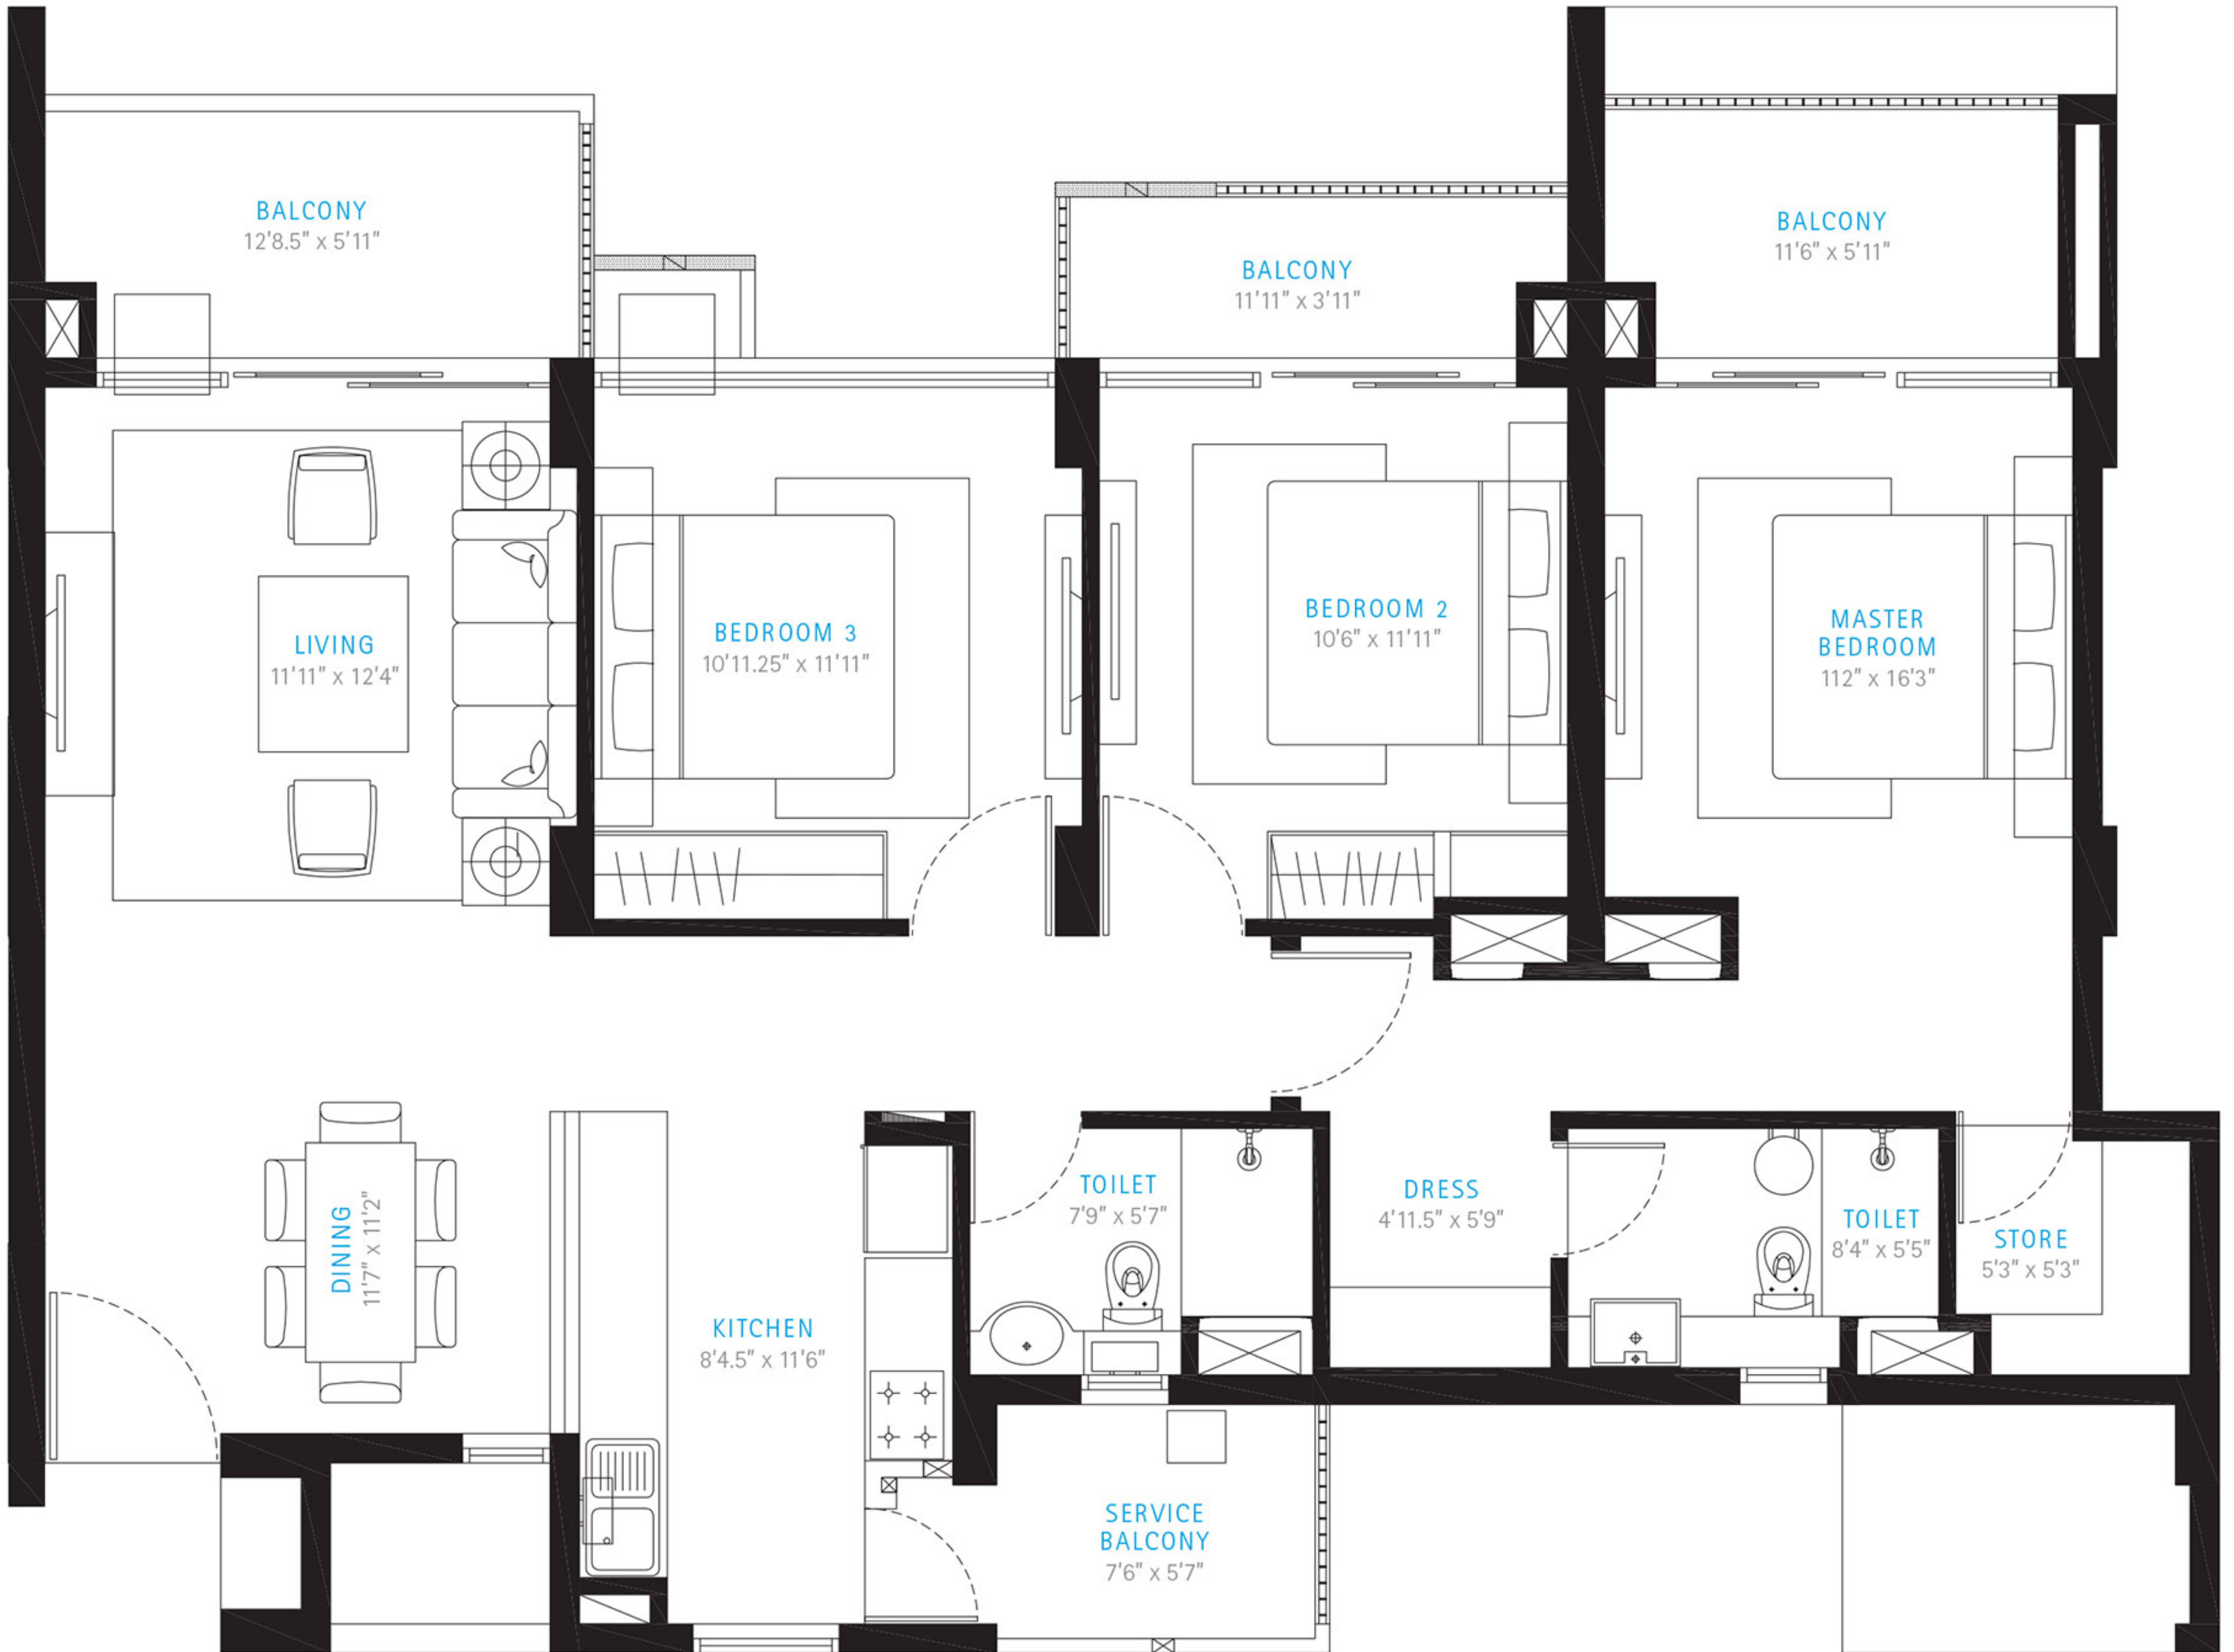 BALCONY
12'8.5" x 5'11"
BALCONY
11'11" x 3'11"
BALCONY
11'6" x 5'11"
LIVING
11'11" x 12'4"
BEDROOM 3
10'11.25" x 11'11"
BEDROOM 2
10'6" x 11'11"
MASTER
BEDROOM
112" x 16'3"
DINING
11'7" x 11'2"
KITCHEN
8'4.5" x 11'6"
TOILET
7'9" x 5'7"
DRESS
4'11.5" x 5'9"
TOILET
8'4" x 5'5"
STORE
5'3" x 5'3"
SERVICE
BALCONY
7'6" x 5'7"